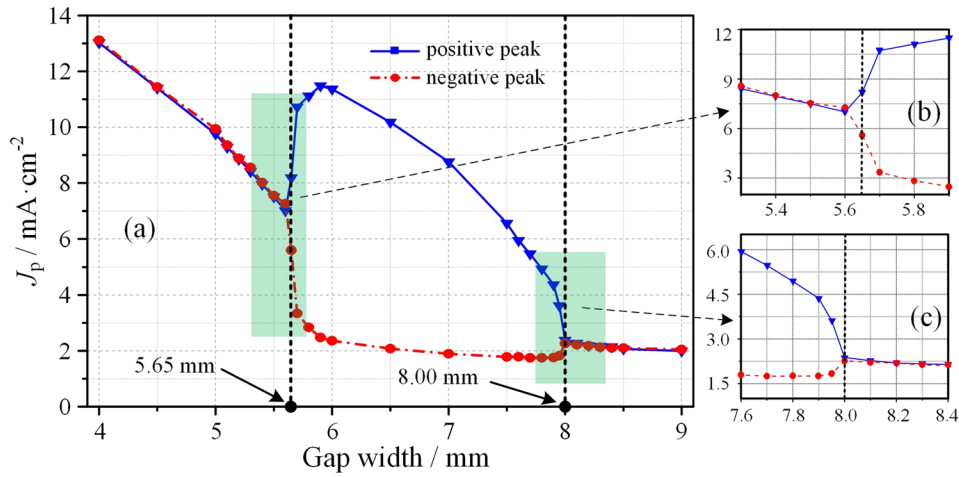 14
12
10
8
6
4
2
0
J_p / mA·cm⁻²
positive peak
negative peak
(a)
5.65 mm
8.00 mm
4 5 6 7 8 9
Gap width / mm
12
9
6
3
(b)
5.4 5.6 5.8
6.0
4.5
3.0
1.5
(c)
7.6 7.8 8.0 8.2 8.4